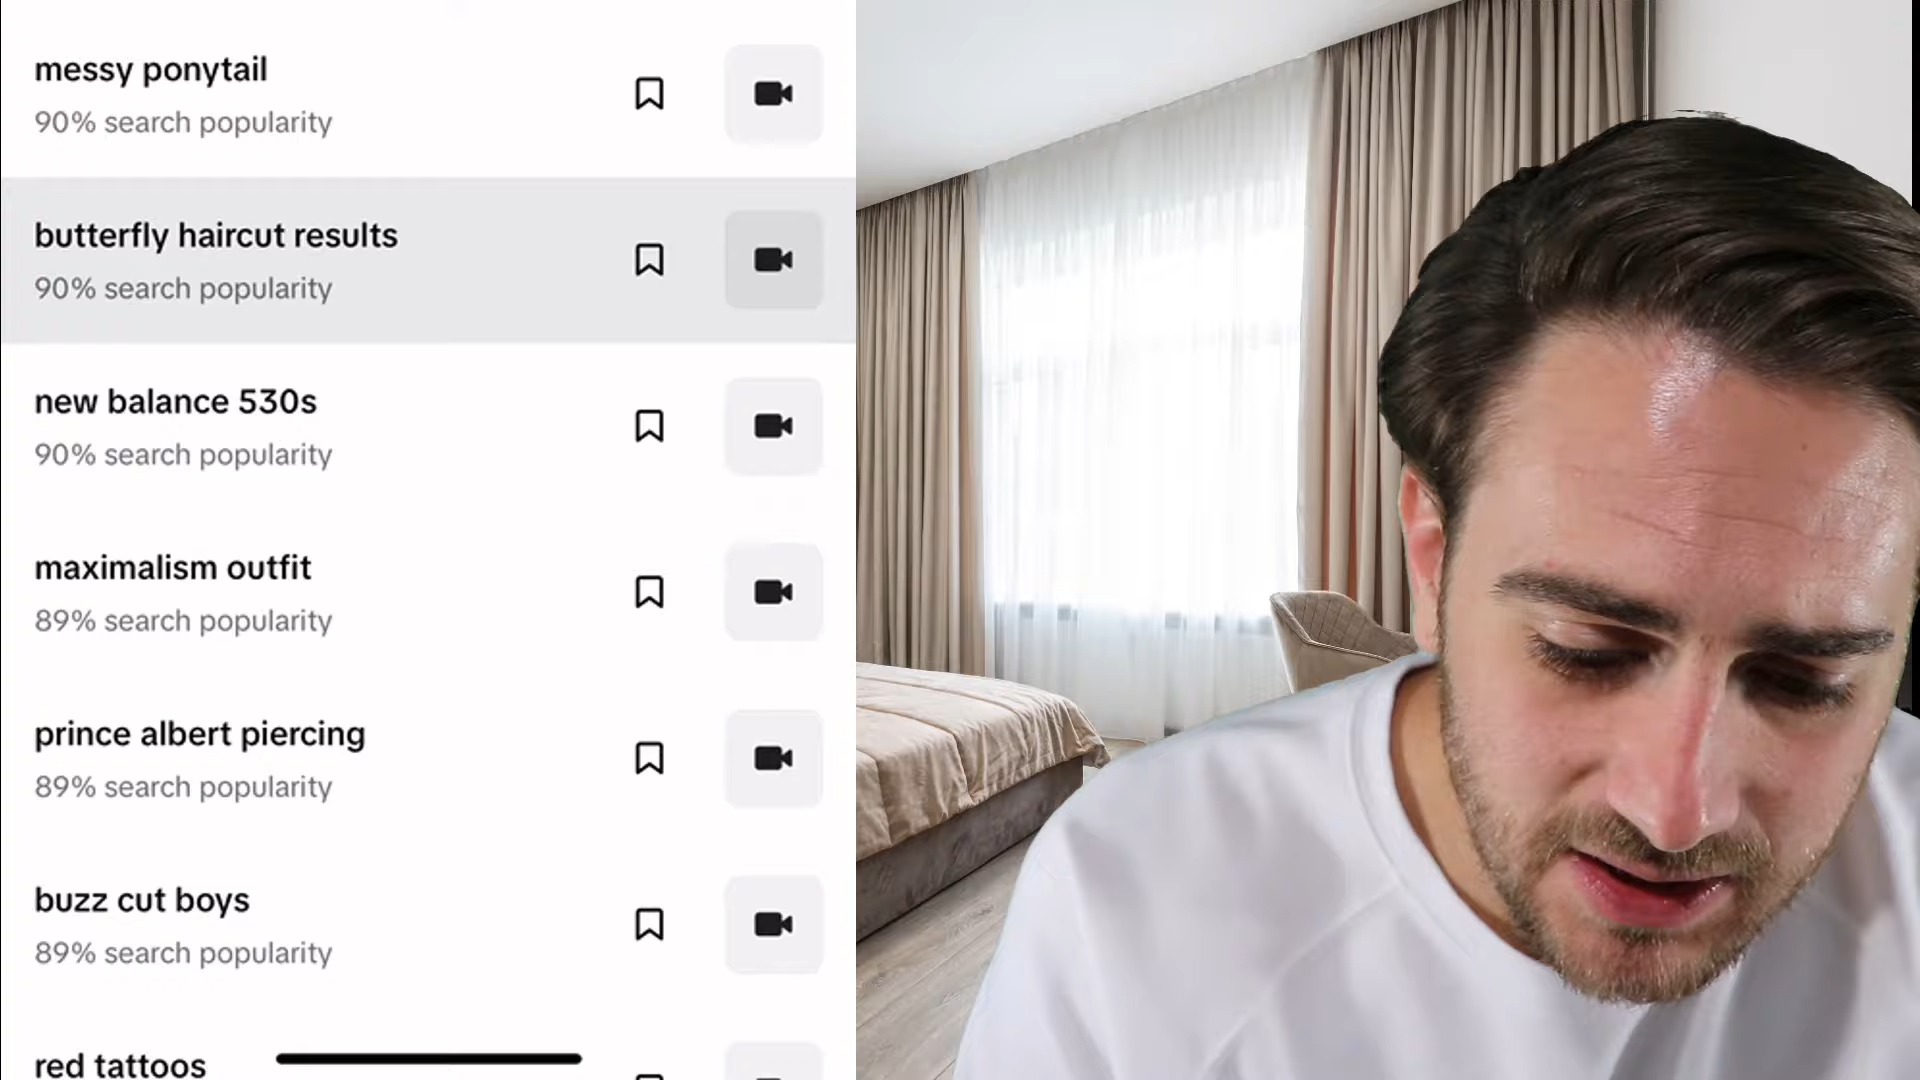 messy ponytail
90% search popularity
butterfly haircut results
90% search popularity
new balance 530s
90% search popularity
maximalism outfit
89% search popularity
prince albert piercing
89% search popularity
buzz cut boys
89% search popularity
red tattoos